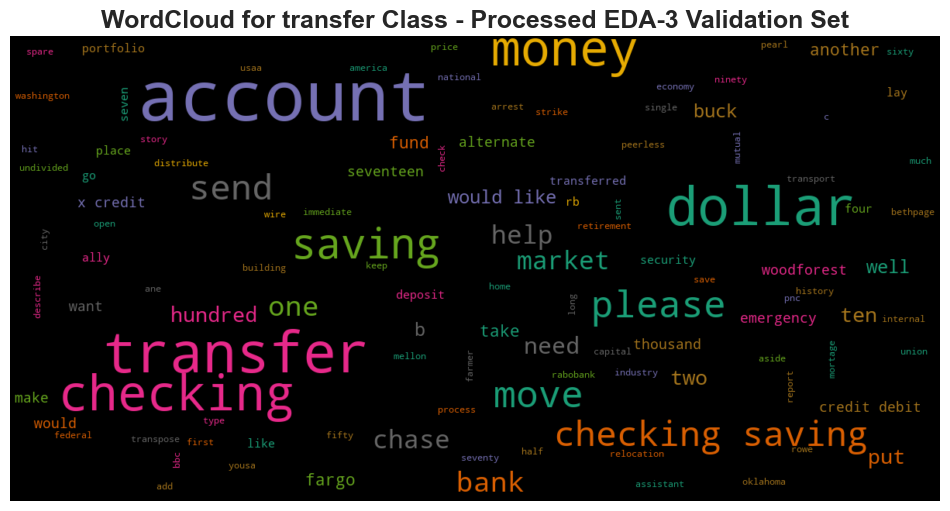 WordCloud for transfer Class - Processed EDA-3 Validation Set
spare portfolio price money pearl another sixty
washington usaa america national economy ninety lay
seven account arrest strike single buck c
hit story fund alternate peerless mutual much
undivided place distribute check seventeen transferred transport
go x credit send would like rb sent dollar four bethpage
open wire immediate retirement
city ally building saving keep help market security woodforest well
describe ane want hundred one deposit home long save please pnc history emergency ten internal
transfer b take need capital thousand mellon farmer rabobank industry aside mortage union
make checking move two report credit debit
would type process
federal transpose first like fifty chase checking saving rowe put
bbc yousa seventy half relocation
add fargo bank assistant oklahoma